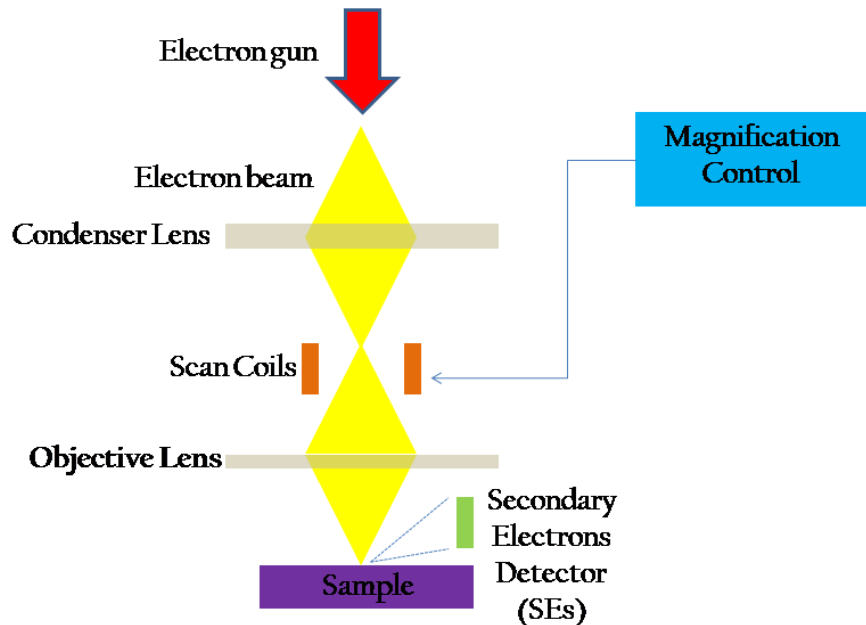 Electron gun
Magnification
Control
Electron beam
Condenser Lens
Scan Coils
Objective Lens
Secondary
Electrons
Detector
(SEs)
Sample